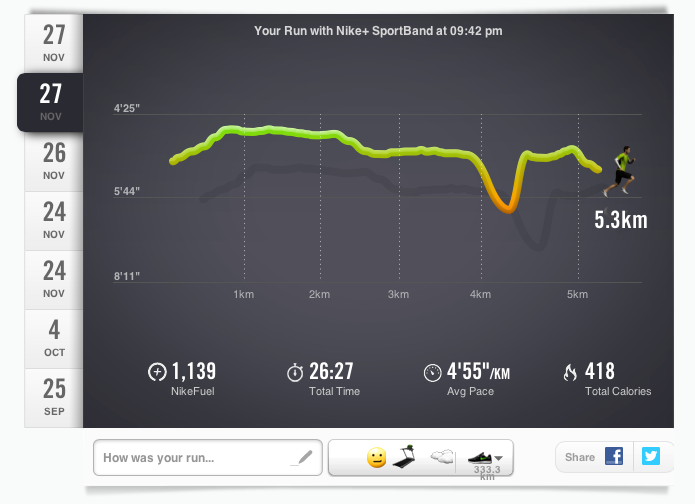 Your Run with Nike+ SportBand at 09:42 pm
27
NOV
27
NOV
26
NOV
24
NOV
24
NOV
4
OCT
25
SEP
4'25"
5'44"
8'11"
5.3km
1km 2km 3km 4km 5km
1,139 26:27 4'55"/KM 418
NikeFuel Total Time Avg Pace Total Calories
How was your run...
333.3
km
Share